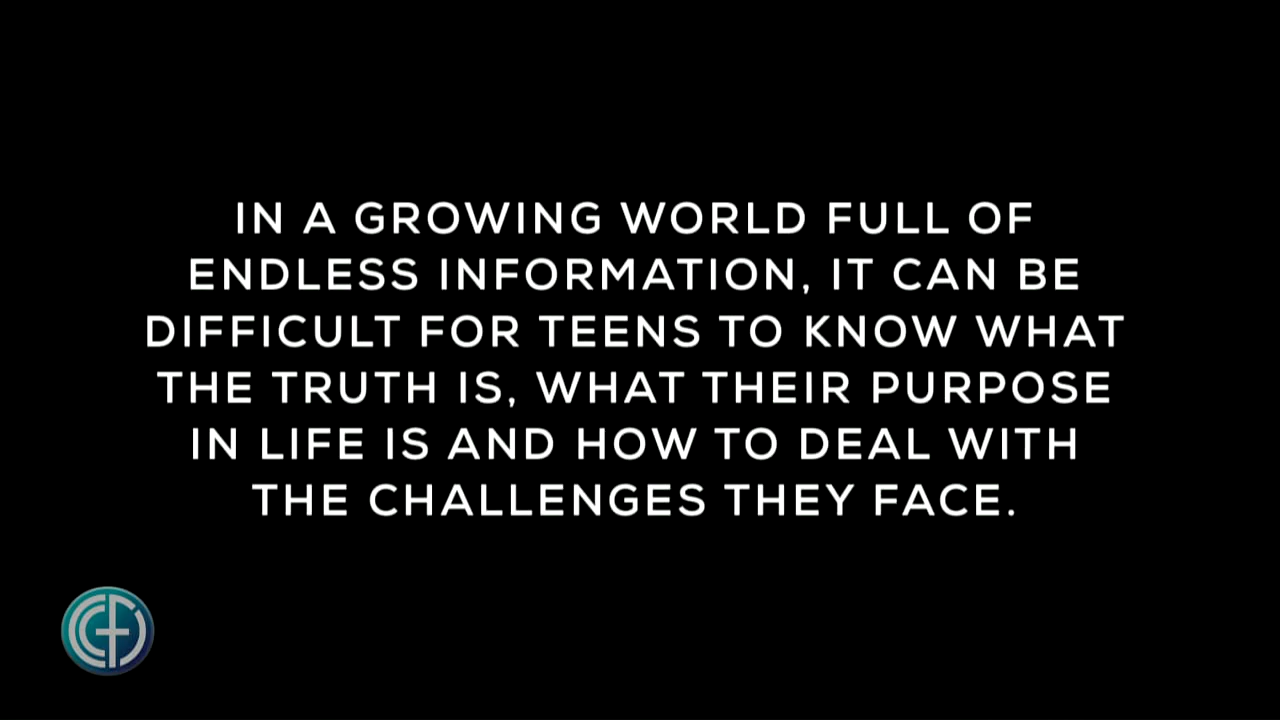 IN A GROWING WORLD FULL OF
ENDLESS INFORMATION, IT CAN BE
DIFFICULT FOR TEENS TO KNOW WHAT
THE TRUTH IS, WHAT THEIR PURPOSE
IN LIFE IS AND HOW TO DEAL WITH
THE CHALLENGES THEY FACE.